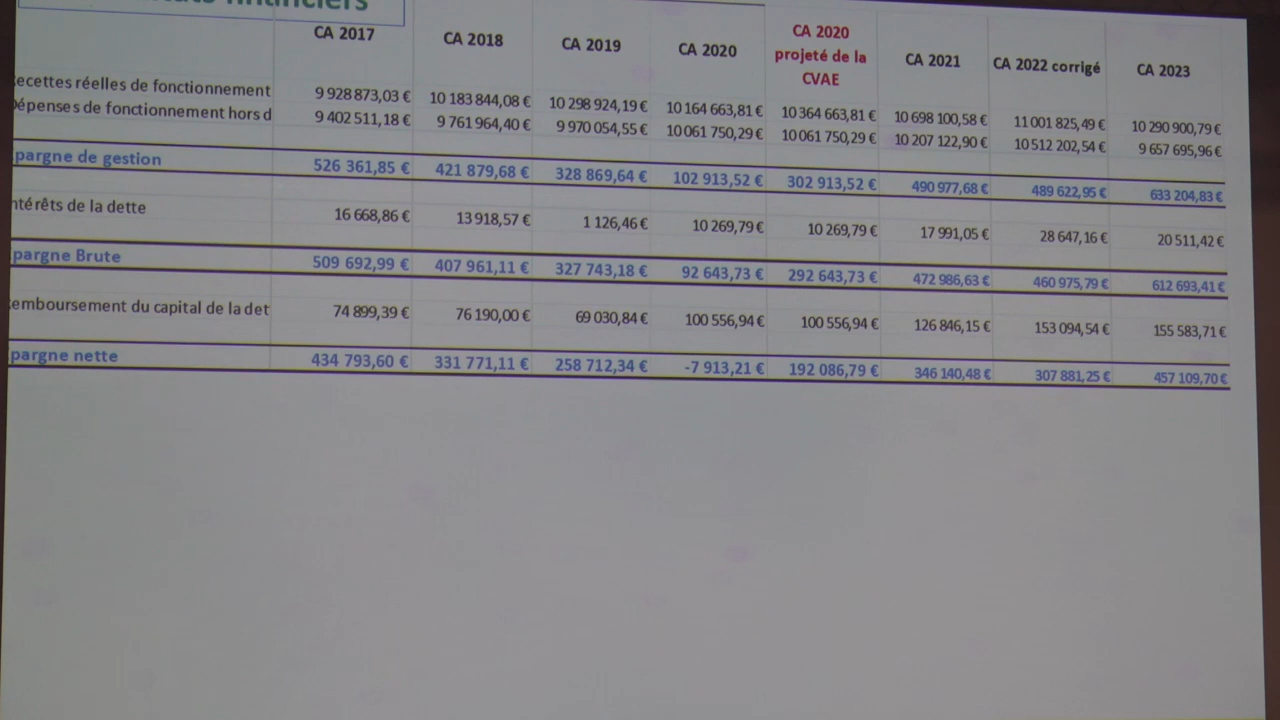 financiers
CA 2017 CA 2018 CA 2019 CA 2020 CA 2020 projeté de la CVAE CA 2021 CA 2022 corrigé CA 2023
ecettes réelles de fonctionnement 9 928 873,03 € 10 183 844,08 € 10 298 924,19 € 10 164 663,81 € 10 364 663,81 € 10 698 100,58 € 11 001 825,49 € 10 290 900,79 €
épenses de fonctionnement hors d 9 402 511,18 € 9 761 964,40 € 9 970 054,55 € 10 061 750,29 € 10 061 750,29 € 10 207 122,90 € 10 512 202,54 € 9 657 695,96 €
pargne de gestion 526 361,85 € 421 879,68 € 328 869,64 € 102 913,52 € 302 913,52 € 490 977,68 € 489 622,95 € 633 204,83 €
ntérêts de la dette 16 668,86 € 13 918,57 € 1 126,46 € 10 269,79 € 10 269,79 € 17 991,05 € 28 647,16 € 20 511,42 €
pargne Brute 509 692,99 € 407 961,11 € 327 743,18 € 92 643,73 € 292 643,73 € 472 986,63 € 460 975,79 € 612 693,41 €
emboursement du capital de la det 74 899,39 € 76 190,00 € 69 030,84 € 100 556,94 € 100 556,94 € 126 846,15 € 153 094,54 € 155 583,71 €
pargne nette 434 793,60 € 331 771,11 € 258 712,34 € -7 913,21 € 192 086,79 € 346 140,48 € 307 881,25 € 457 109,70 €